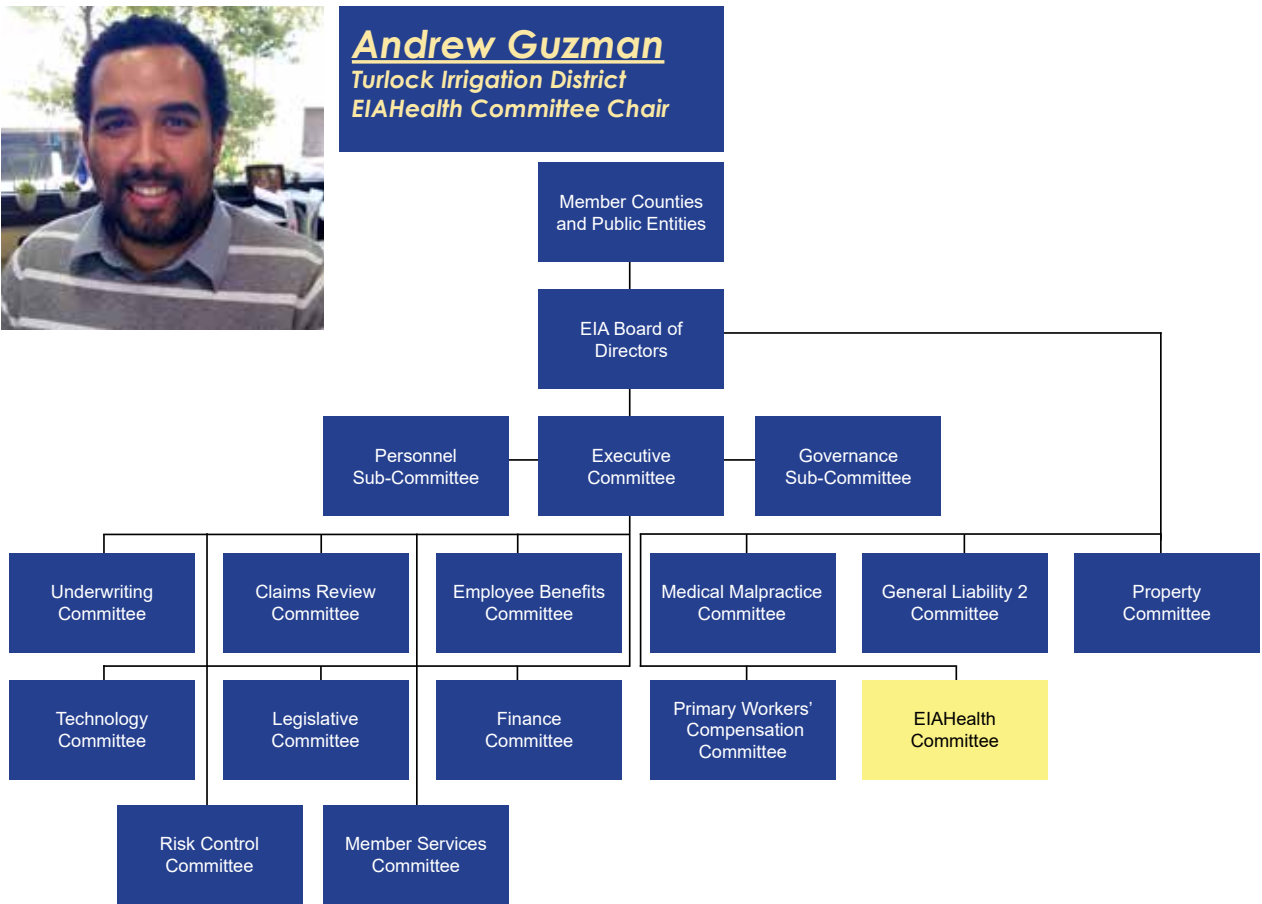 Andrew Guzman
Turlock Irrigation District
EIAHealth Committee Chair
Member Counties
and Public Entities
EIA Board of
Directors
Personnel
Sub-Committee
Executive
Committee
Governance
Sub-Committee
Underwriting
Committee
Claims Review
Committee
Employee Benefits
Committee
Medical Malpractice
Committee
General Liability 2
Committee
Property
Committee
Technology
Committee
Legislative
Committee
Finance
Committee
Primary Workers’
Compensation
Committee
EIAHealth
Committee
Risk Control
Committee
Member Services
Committee